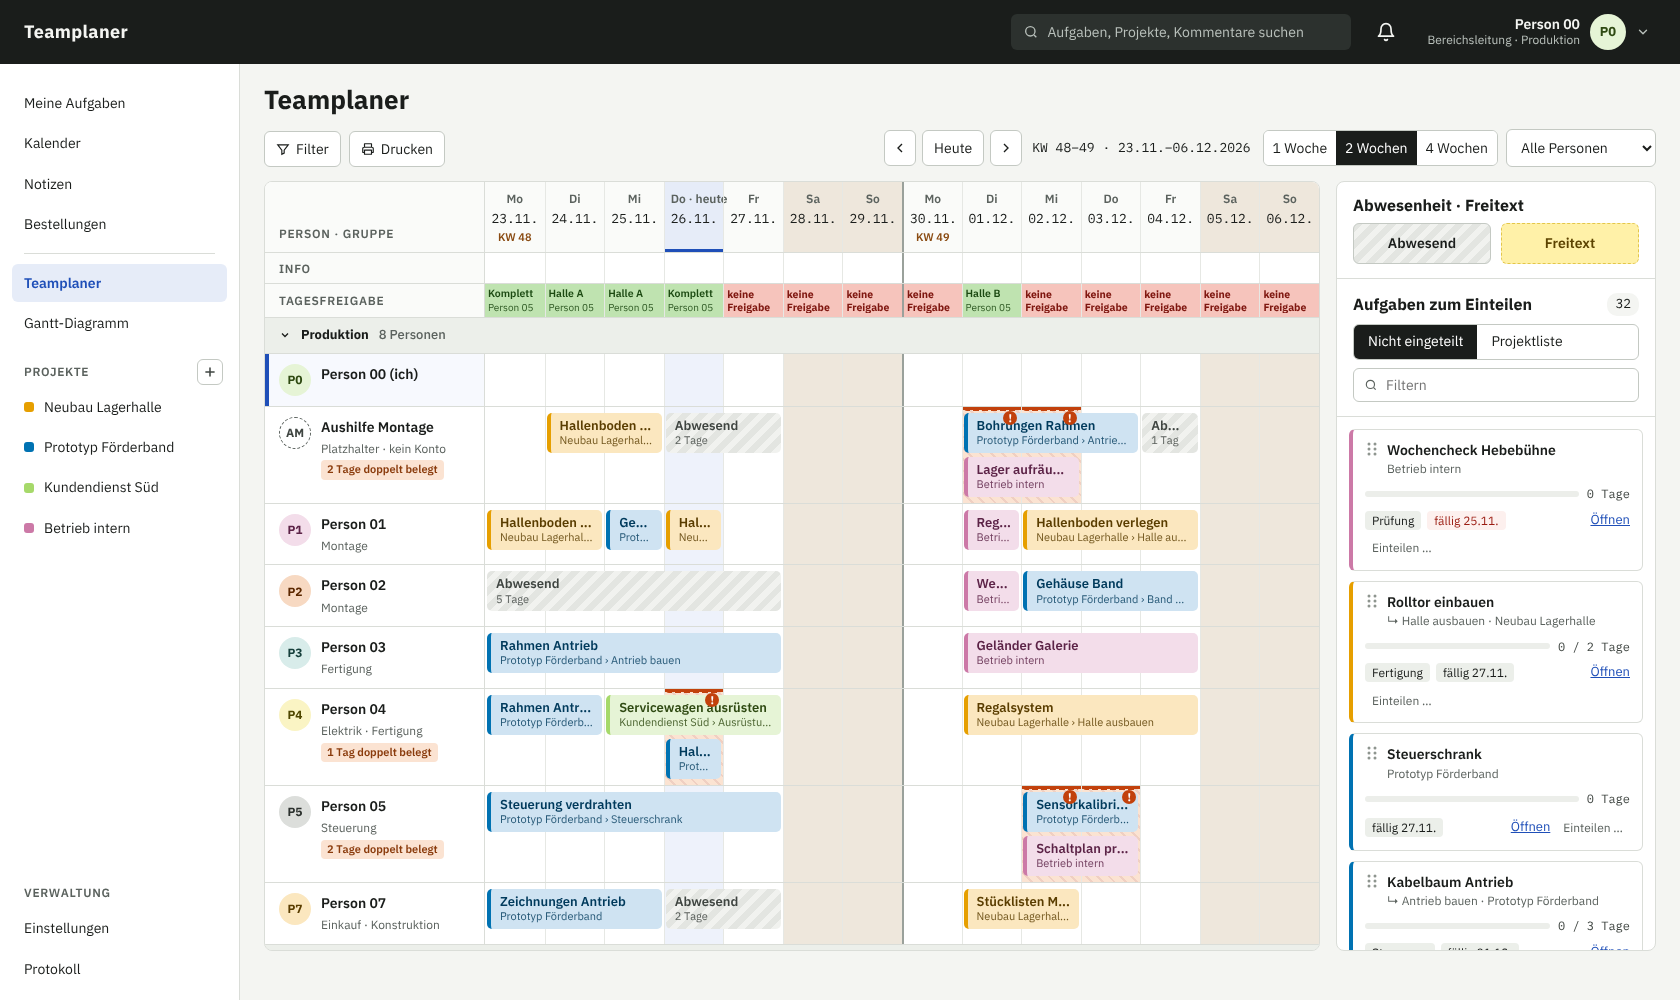 Teamplaner
Aufgaben, Projekte, Kommentare suchen
Person 00
Bereichsleitung · Produktion
P0
Meine Aufgaben
Kalender
Notizen
Bestellungen
Teamplaner
Gantt-Diagramm
PROJEKTE
+
Neubau Lagerhalle
Prototyp Förderband
Kundendienst Süd
Betrieb intern
VERWALTUNG
Einstellungen
Protokoll
Teamplaner
Filter
Drucken
Heute
KW 48–49 · 23.11.–06.12.2026
1 Woche
2 Wochen
4 Wochen
Alle Personen
PERSON · GRUPPE
Mo
23.11.
KW 48
Di
24.11.
Mi
25.11.
Do · heute
26.11.
Fr
27.11.
Sa
28.11.
So
29.11.
Mo
30.11.
KW 49
Di
01.12.
Mi
02.12.
Do
03.12.
Fr
04.12.
Sa
05.12.
So
06.12.
INFO
TAGESFREIGABE
Komplett
Person 05
Halle A
Person 05
Halle A
Person 05
Komplett
Person 05
keine
Freigabe
keine
Freigabe
keine
Freigabe
keine
Freigabe
Halle B
Person 05
keine
Freigabe
keine
Freigabe
keine
Freigabe
keine
Freigabe
keine
Freigabe
Produktion 8 Personen
P0
Person 00 (ich)
AM
Aushilfe Montage
Platzhalter · kein Konto
2 Tage doppelt belegt
Hallenboden ...
Neubau Lagerhal...
Abwesend
2 Tage
Bohrungen Rahmen
Prototyp Förderband › Antrie...
Ab...
1 Tag
Lager aufräu...
Betrieb intern
P1
Person 01
Montage
Hallenboden ...
Neubau Lagerhal...
Ge...
Prot...
Hal...
Neu...
Reg...
Betri...
Hallenboden verlegen
Neubau Lagerhalle › Halle au...
P2
Person 02
Montage
Abwesend
5 Tage
We...
Betri...
Gehäuse Band
Prototyp Förderband › Band ...
P3
Person 03
Fertigung
Rahmen Antrieb
Prototyp Förderband › Antrieb bauen
Geländer Galerie
Betrieb intern
P4
Person 04
Elektrik · Fertigung
1 Tag doppelt belegt
Rahmen Antr...
Prototyp Förderb...
Servicewagen ausrüsten
Kundendienst Süd › Ausrüstu...
Hal...
Prot...
Regalsystem
Neubau Lagerhalle › Halle ausbauen
P5
Person 05
Steuerung
2 Tage doppelt belegt
Steuerung verdrahten
Prototyp Förderband › Steuerschrank
Sensorkalibri...
Prototyp Förderb...
Schaltplan pr...
Betrieb intern
P7
Person 07
Einkauf · Konstruktion
Zeichnungen Antrieb
Prototyp Förderband
Abwesend
2 Tage
Stücklisten M...
Neubau Lagerhal...
Abwesenheit · Freitext
Abwesend
Freitext
Aufgaben zum Einteilen
32
Nicht eingeteilt
Projektliste
Filtern
Wochencheck Hebebühne
Betrieb intern
0 Tage
Prüfung
fällig 25.11.
Öffnen
Einteilen ...
Rolltor einbauen
↳ Halle ausbauen · Neubau Lagerhalle
0 / 2 Tage
Fertigung
fällig 27.11.
Öffnen
Einteilen ...
Steuerschrank
Prototyp Förderband
0 Tage
fällig 27.11.
Öffnen
Einteilen ...
Kabelbaum Antrieb
↳ Antrieb bauen · Prototyp Förderband
0 / 3 Tage
Öffnen